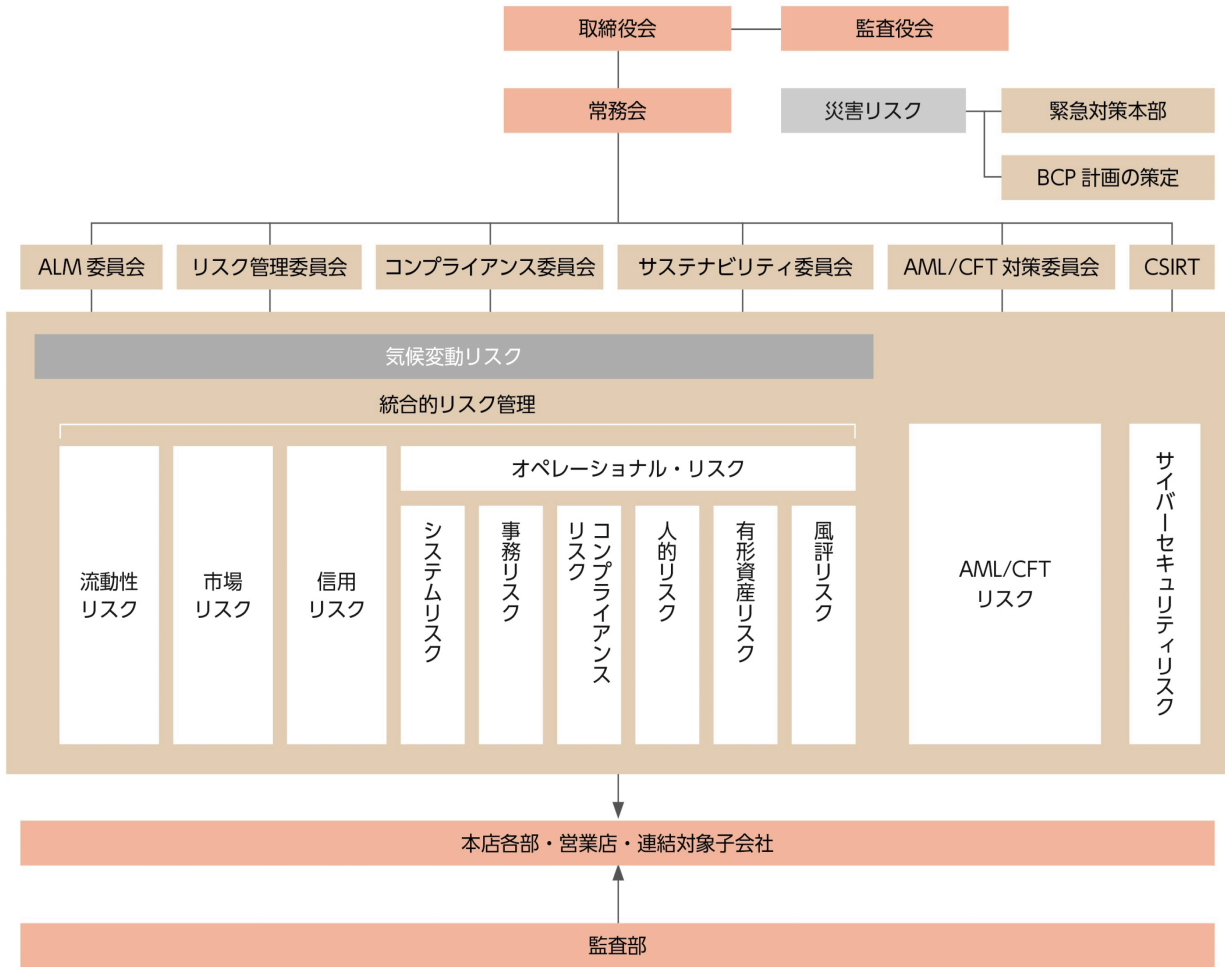 取締役会
監査役会
常務会
災害リスク
緊急対策本部
BCP 計画の策定
ALM 委員会
リスク管理委員会
コンプライアンス委員会
サステナビリティ委員会
AML/CFT 対策委員会
CSIRT
気候変動リスク
統合的リスク管理
流動性
リスク
市場
リスク
信用
リスク
オペレーショナル・リスク
システムリスク
事務リスク
コンプライアンス
リスク
人的リスク
有形資産リスク
風評リスク
AML/CFT
リスク
サイバーセキュリティリスク
本店各部・営業店・連結対象子会社
監査部